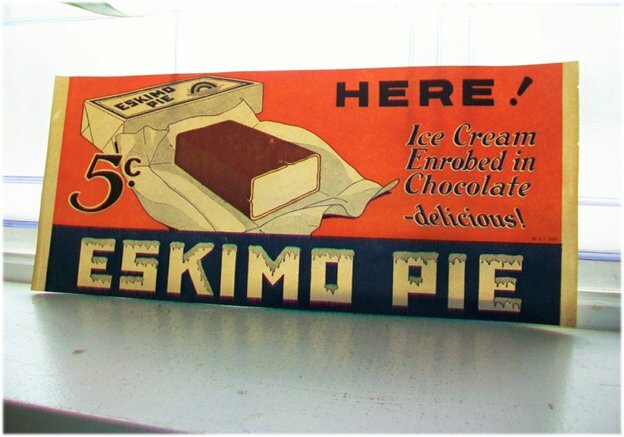 ESKIMO
PIE
HERE!
5¢.
Ice Cream
Enrobed in
Chocolate
-delicious!
ESKIMO PIE